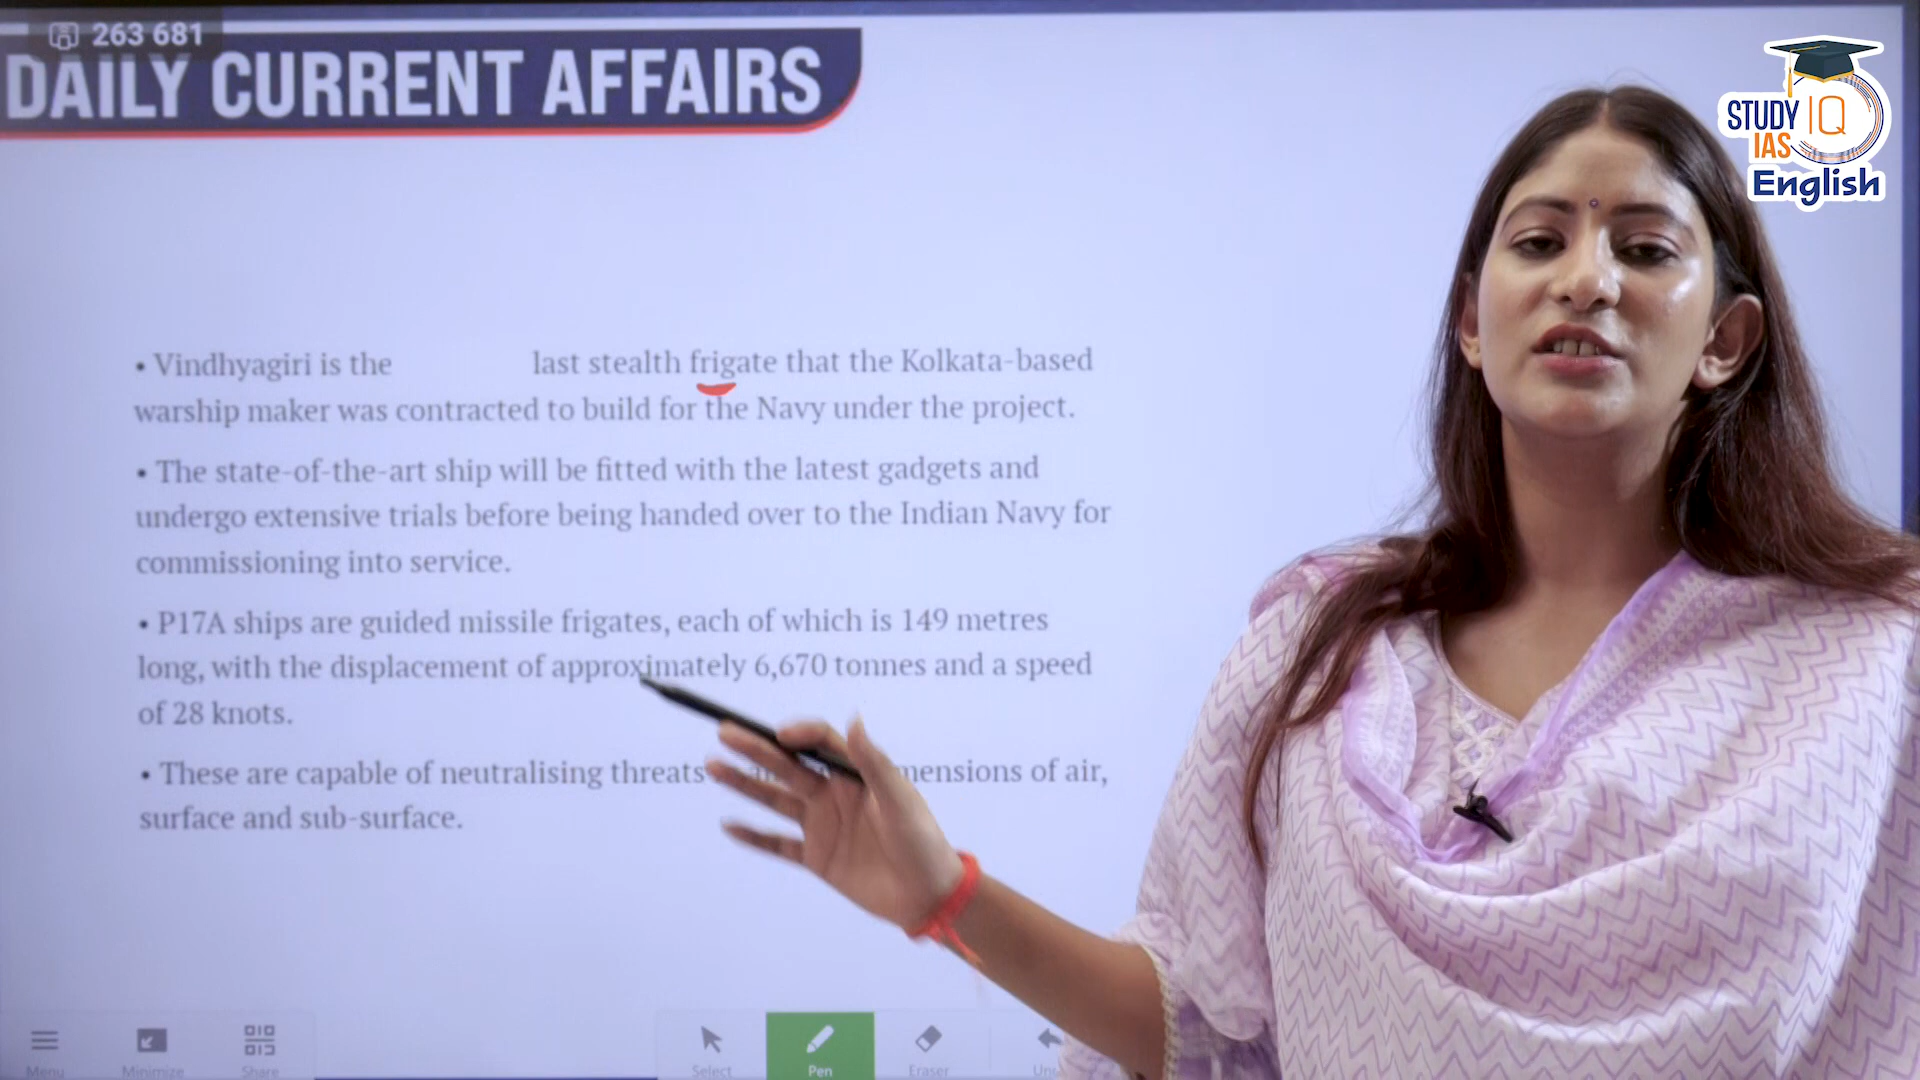 263 681
DAILY CURRENT AFFAIRS
STUDY IQ
IAS
English
• Vindhyagiri is the last stealth frigate that the Kolkata-based
warship maker was contracted to build for the Navy under the project.
• The state-of-the-art ship will be fitted with the latest gadgets and
undergo extensive trials before being handed over to the Indian Navy for
commissioning into service.
• P17A ships are guided missile frigates, each of which is 149 metres
long, with the displacement of approximately 6,670 tonnes and a speed
of 28 knots.
• These are capable of neutralising threats of air,
surface and sub-surface.
Menu Minimize Share Select Pen Eraser